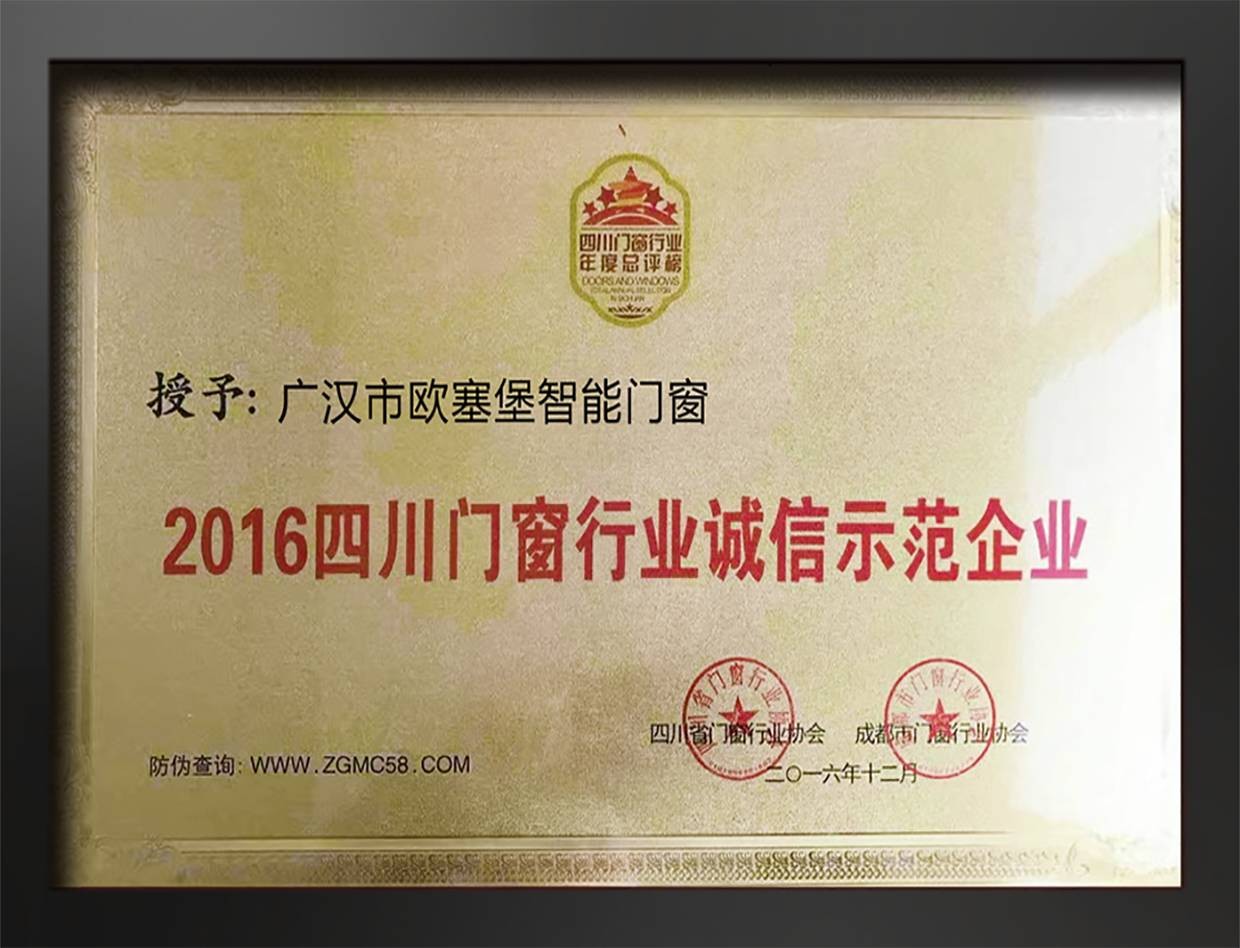 四川门窗行业
年度总评榜
DOORS AND WINDOWS
授予: 广汉市欧塞堡智能门窗
2016四川门窗行业诚信示范企业
四川省门窗行业协会 成都市门窗行业协会
二〇一六年十二月
防伪查询: WWW.ZGMC58.COM